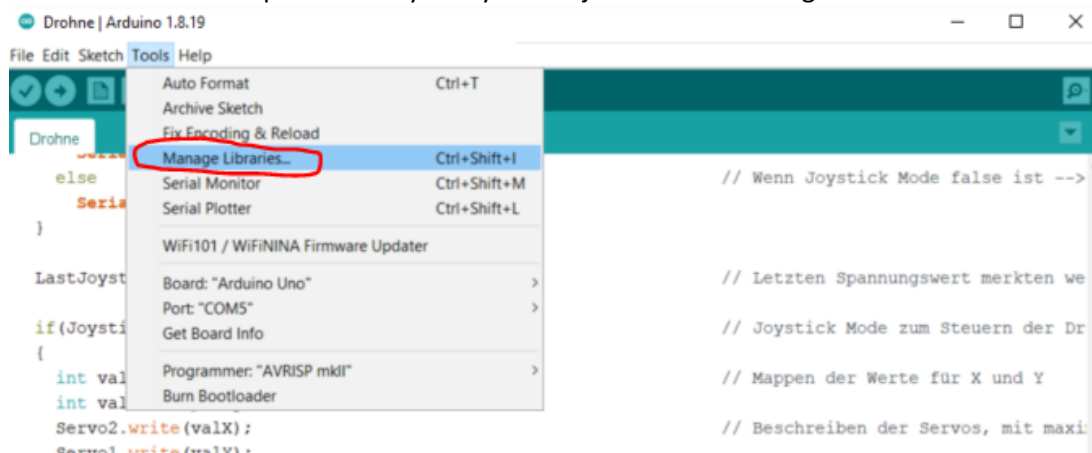 Drohne | Arduino 1.8.19
File Edit Sketch Tools Help
Auto Format Ctrl+T
Archive Sketch
Drohne
Fix Encoding & Reload
Manage Libraries... Ctrl+Shift+I
else Serial Monitor Ctrl+Shift+M // Wenn Joystick Mode false ist -->
Seria Serial Plotter Ctrl+Shift+L
}
WiFi101 / WiFiNINA Firmware Updater
LastJoyst Board: "Arduino Uno" > // Letzten Spannungswert merkten we
Port: "COM5" >
if(Joysti Get Board Info // Joystick Mode zum Steuern der Dr
{
int val Programmer: "AVRISP mkII" > // Mappen der Werte für X und Y
int val Burn Bootloader
Servo2.write(valX); // Beschreiben der Servos, mit maxi
Servo1.write(valY);